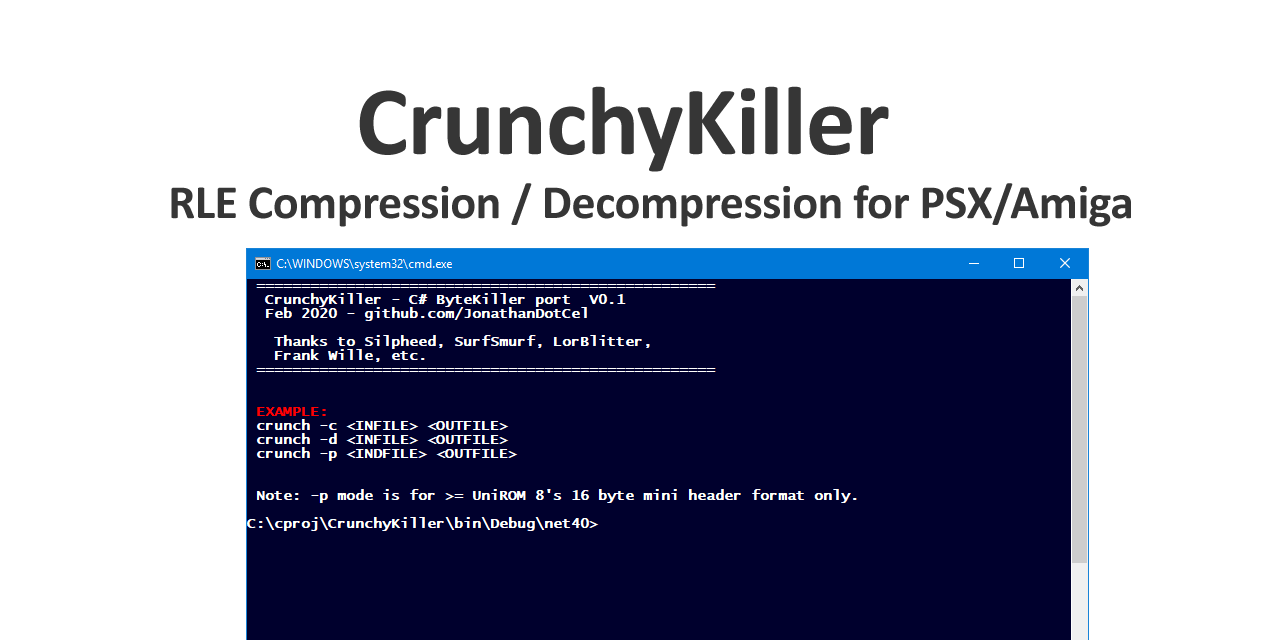 CrunchyKiller
RLE Compression / Decompression for PSX/Amiga
C:\WINDOWS\system32\cmd.exe
===================================================
CrunchyKiller - C# ByteKiller port  V0.1
Feb 2020 - github.com/JonathanDotCel
Thanks to Silpheed, SurfSmurf, LorBlitter,
Frank Wille, etc.
===================================================
EXAMPLE:
crunch -c <INFILE> <OUTFILE>
crunch -d <INFILE> <OUTFILE>
crunch -p <INDFILE> <OUTFILE>
Note: -p mode is for >= UniROM 8's 16 byte mini header format only.
C:\cproj\CrunchyKiller\bin\Debug\net40>